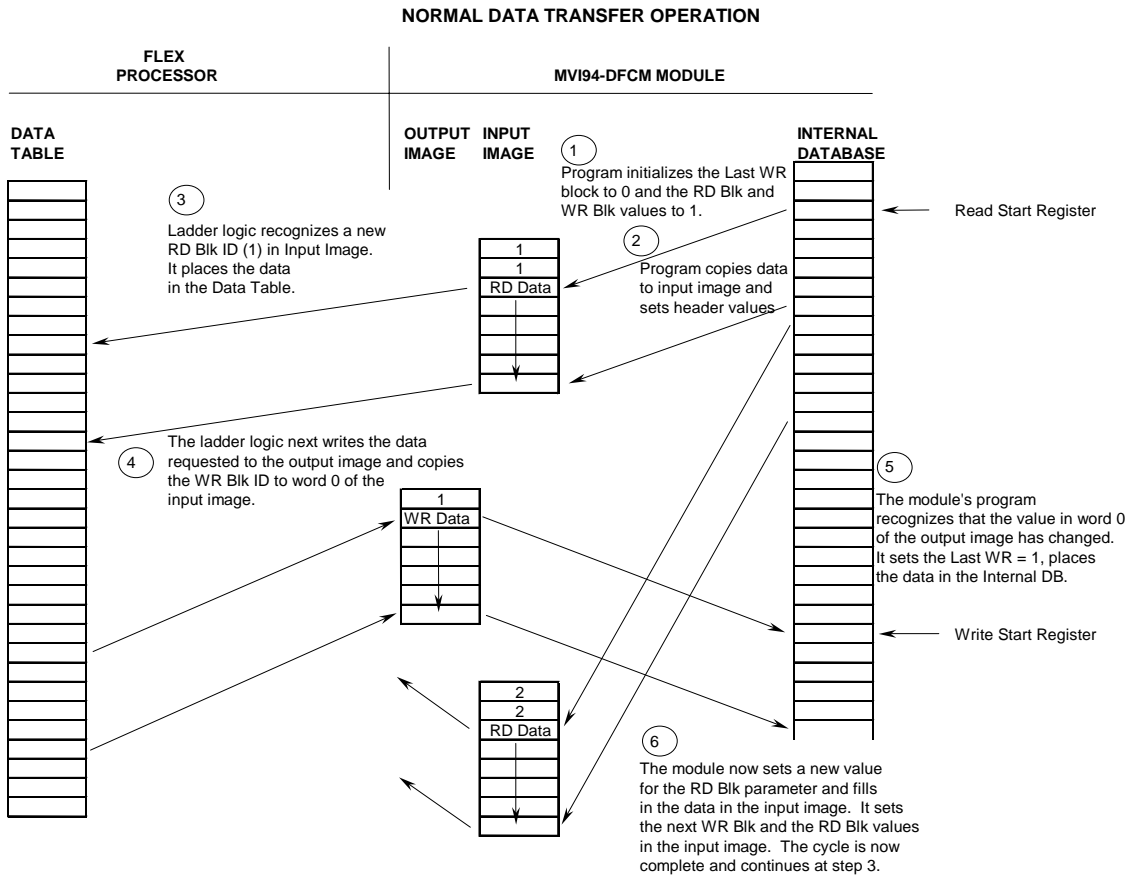 NORMAL DATA TRANSFER OPERATION
FLEX
PROCESSOR
MVI94-DFCM MODULE
DATA
TABLE
OUTPUT
IMAGE
INPUT
IMAGE
INTERNAL
DATABASE
1
Program initializes the Last WR
block to 0 and the RD Blk and
WR Blk values to 1.
3
Ladder logic recognizes a new
RD Blk ID (1) in Input Image.
It places the data
in the Data Table.
Read Start Register
2
Program copies data
to input image and
sets header values
1
1
RD Data
4
The ladder logic next writes the data
requested to the output image and copies
the WR Blk ID to word 0 of the
input image.
5
The module's program
recognizes that the value in word 0
of the output image has changed.
It sets the Last WR = 1, places
the data in the Internal DB.
1
WR Data
Write Start Register
2
2
RD Data
6
The module now sets a new value
for the RD Blk parameter and fills
in the data in the input image. It sets
the next WR Blk and the RD Blk values
in the input image. The cycle is now
complete and continues at step 3.